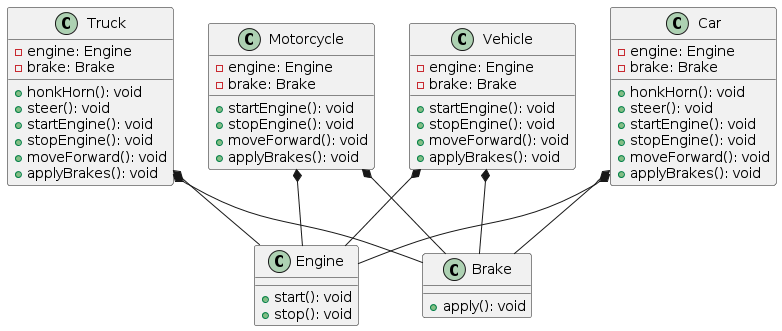 C Truck
engine: Engine
brake: Brake
honkHorn(): void
steer(): void
startEngine(): void
stopEngine(): void
moveForward(): void
applyBrakes(): void
C Motorcycle
engine: Engine
brake: Brake
startEngine(): void
stopEngine(): void
moveForward(): void
applyBrakes(): void
C Vehicle
engine: Engine
brake: Brake
startEngine(): void
stopEngine(): void
moveForward(): void
applyBrakes(): void
C Car
engine: Engine
brake: Brake
honkHorn(): void
steer(): void
startEngine(): void
stopEngine(): void
moveForward(): void
applyBrakes(): void
C Engine
start(): void
stop(): void
C Brake
apply(): void